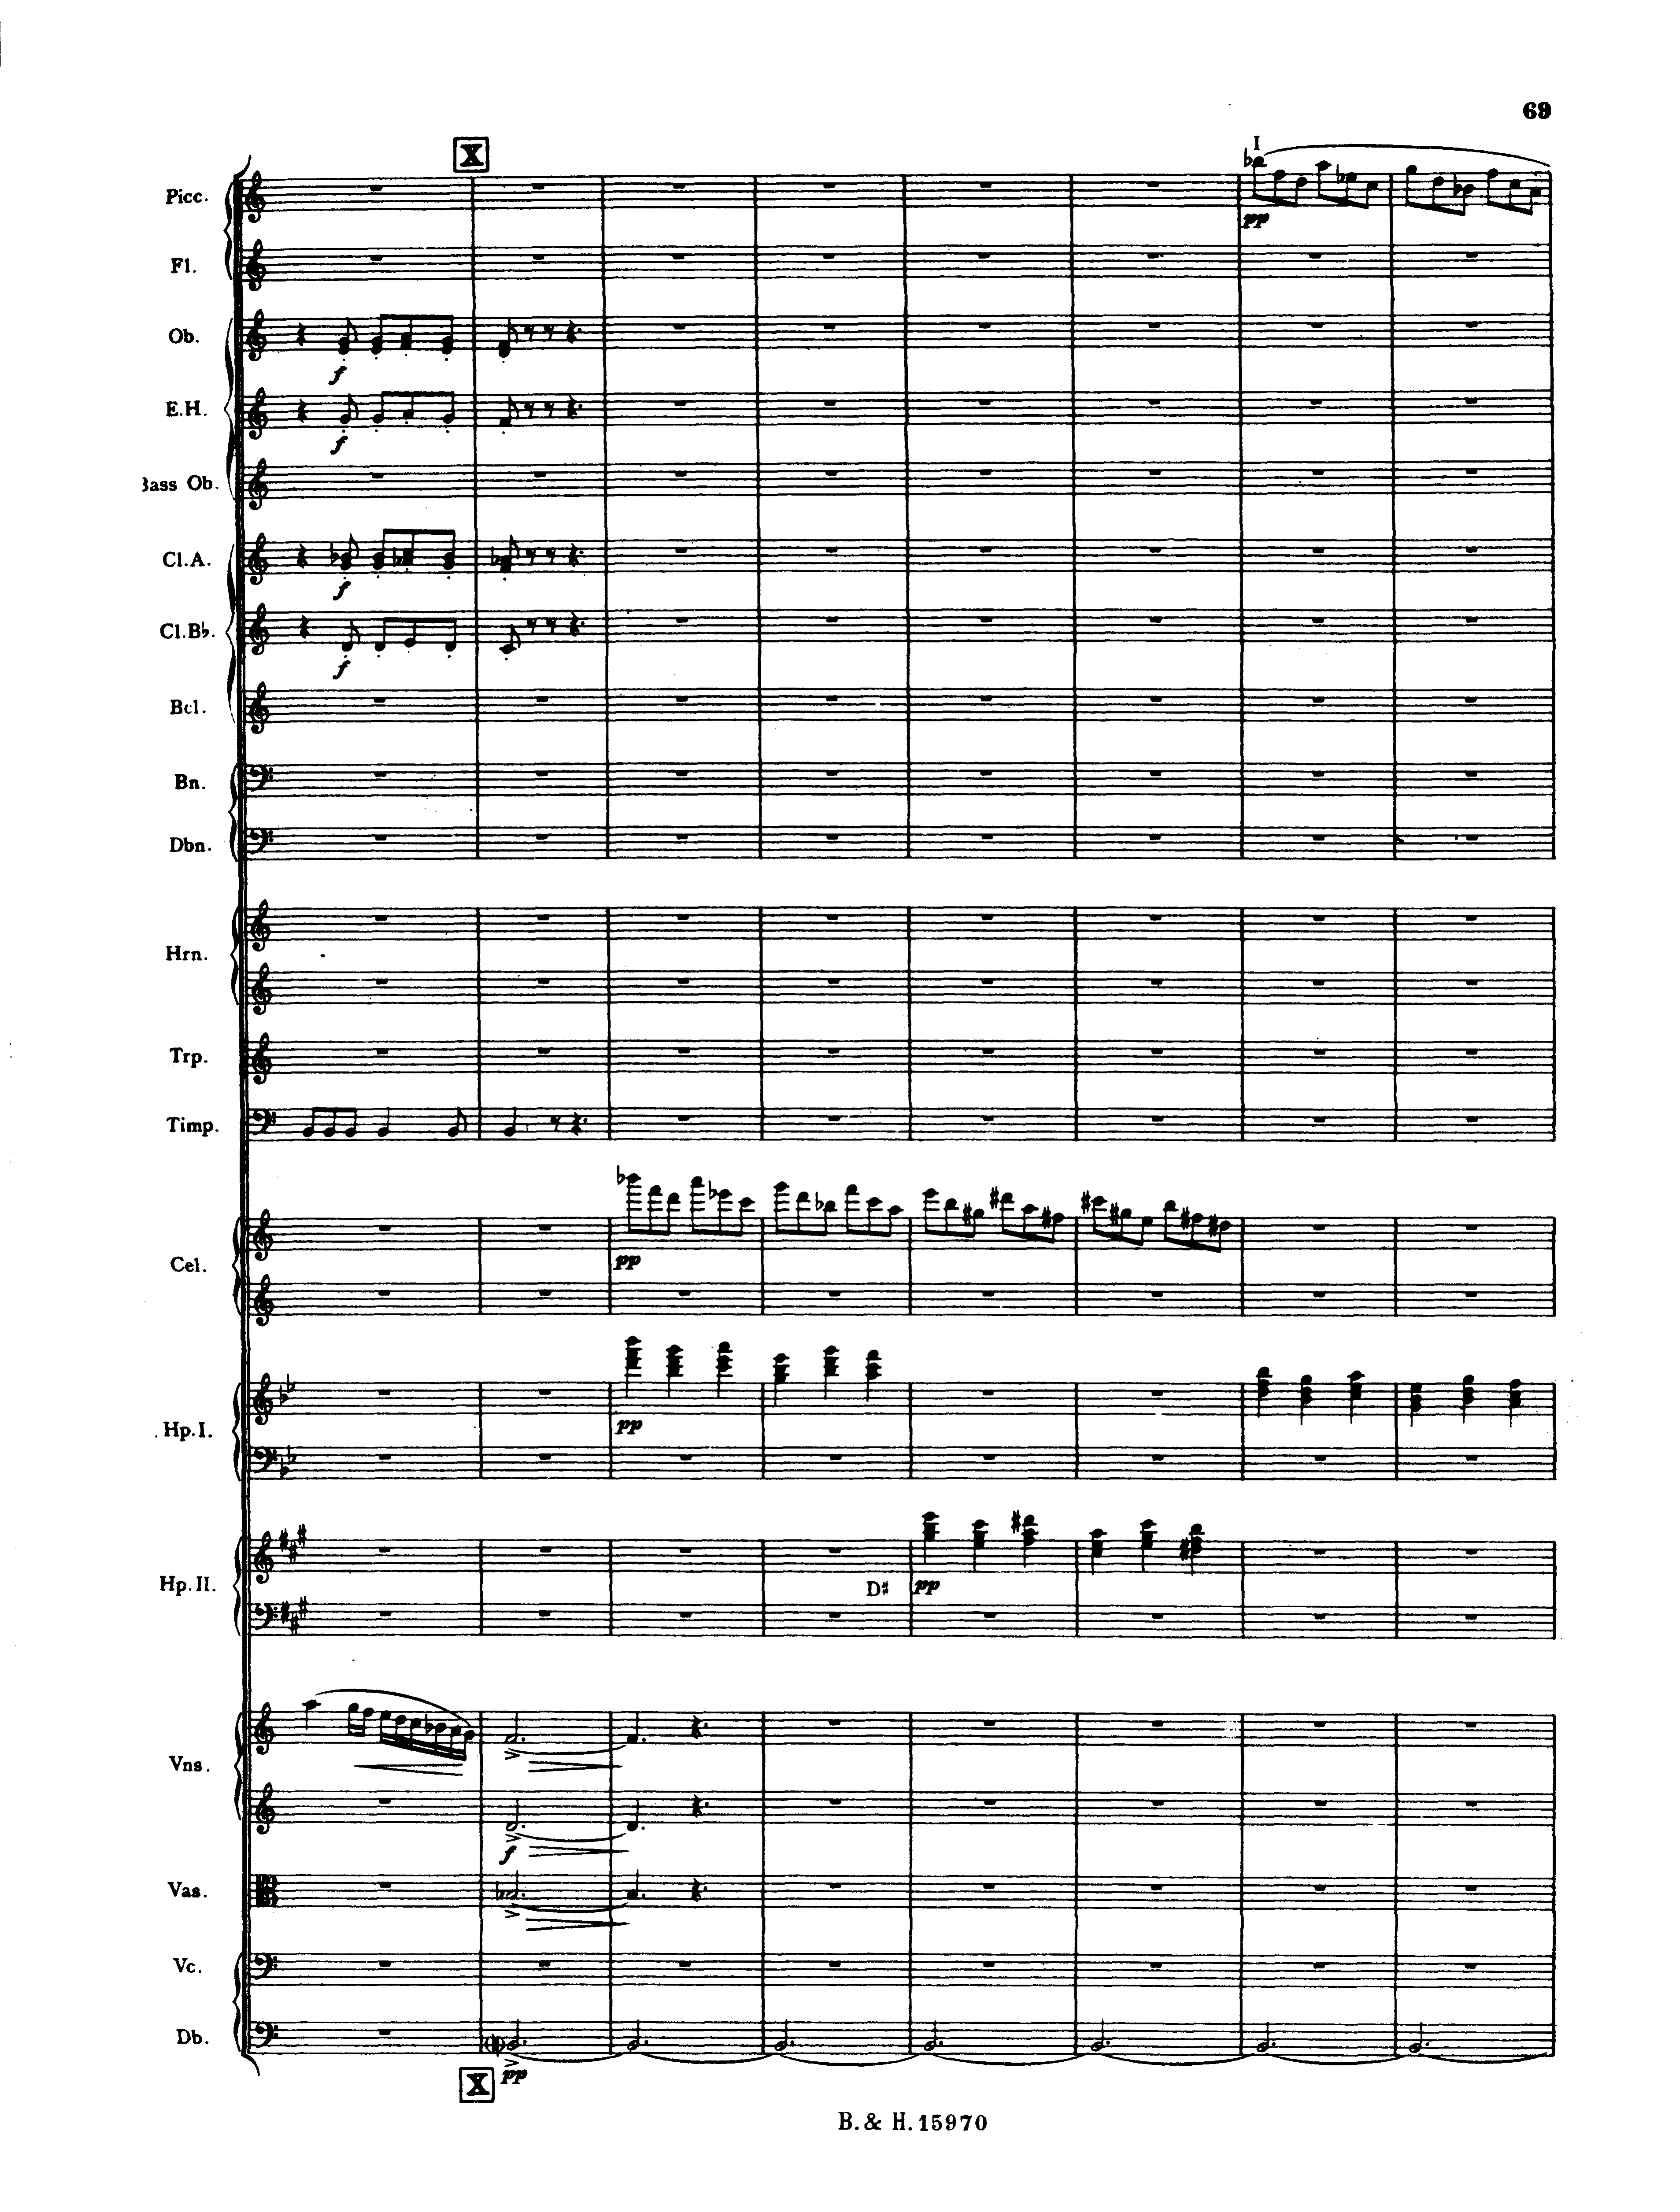 69
X
I
Picc.
pp
Fl.
Ob.
f
E.H.
f
Bass Ob.
Cl.A.
f
Cl.B♭.
f
Bcl.
Bn.
Dbn.
Hrn.
Trp.
Timp.
Cel.
pp
Hp.I.
pp
Hp.II.
D♯
pp
Vns.
f
Vas.
Vc.
Db.
pp
X
B. & H. 15970